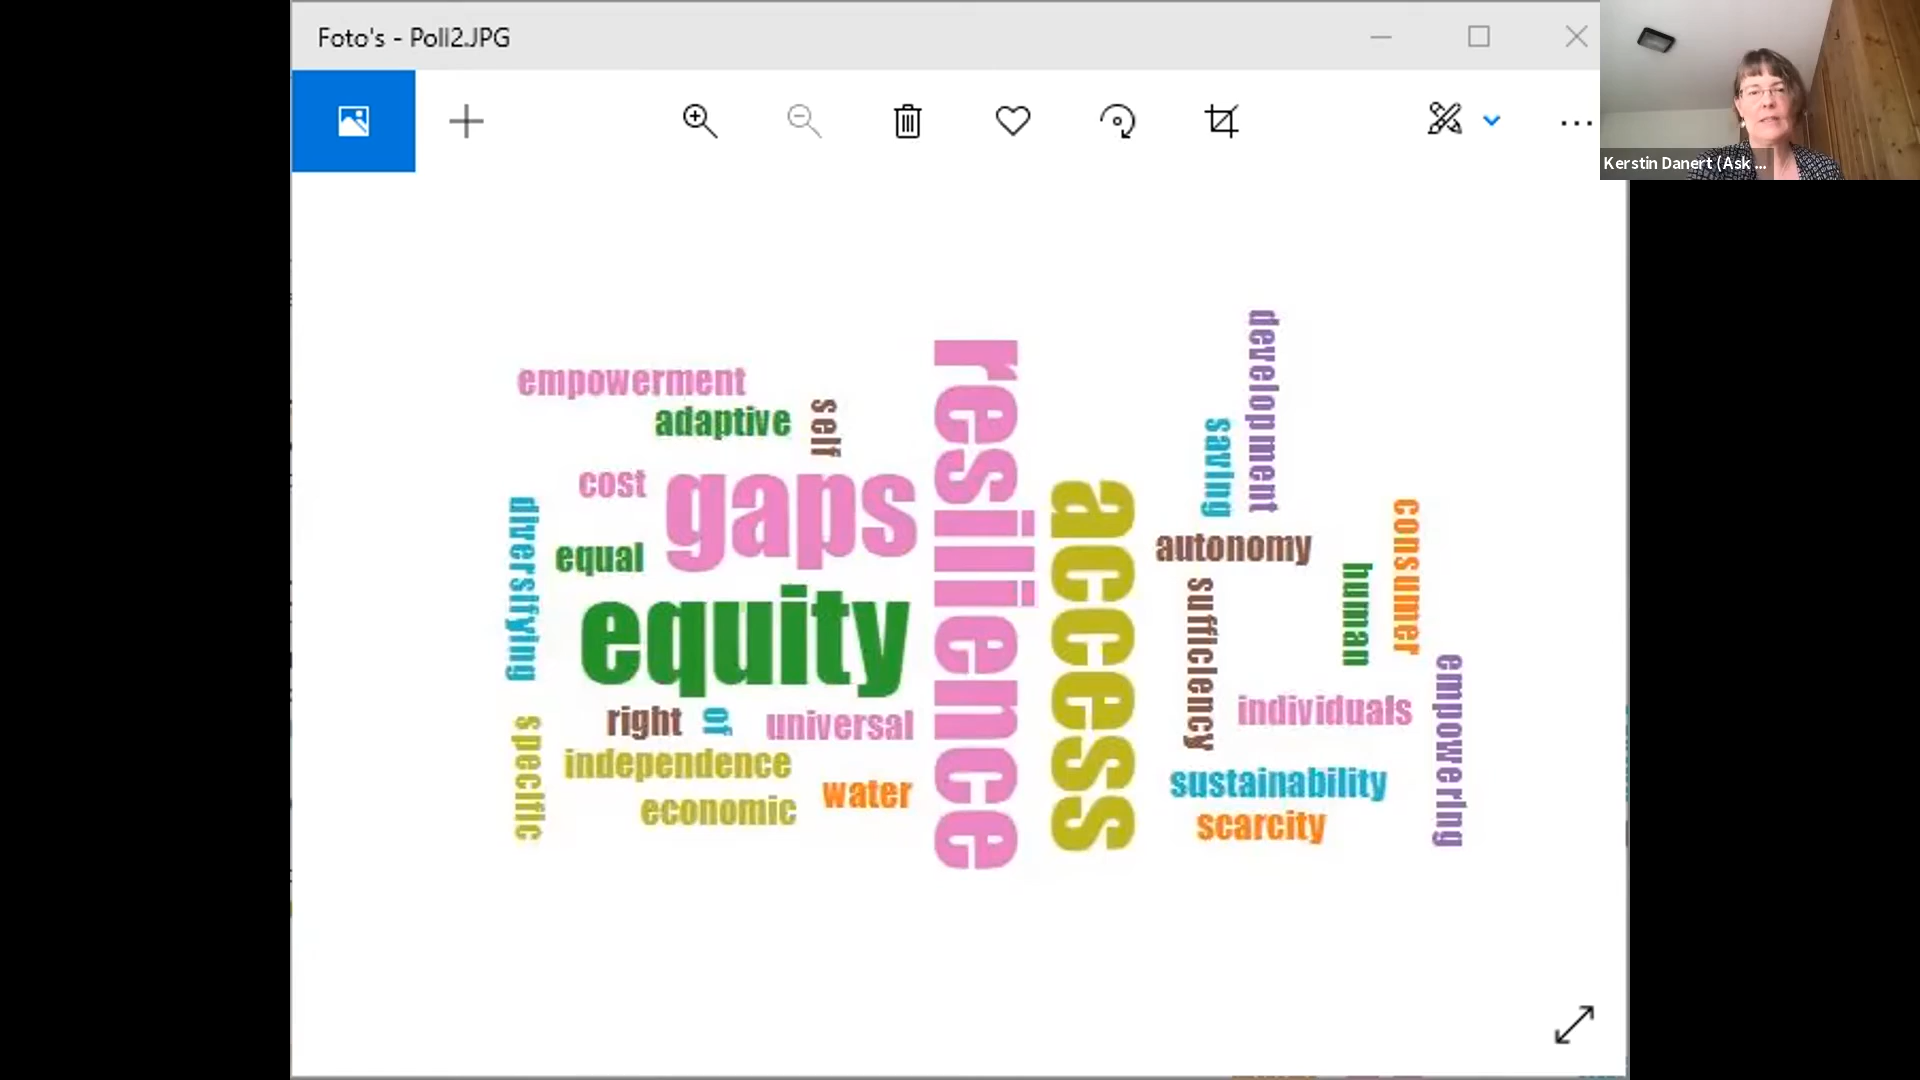 Foto's - Poll2.JPG
Kerstin Danert (Ask ...
empowerment
adaptive
self
cost
gaps
diversifying
equal
equity
right
of
universal
specific
independence
water
economic
resilience
access
development
saving
autonomy
consumer
human
sufficiency
individuals
empowering
sustainability
scarcity